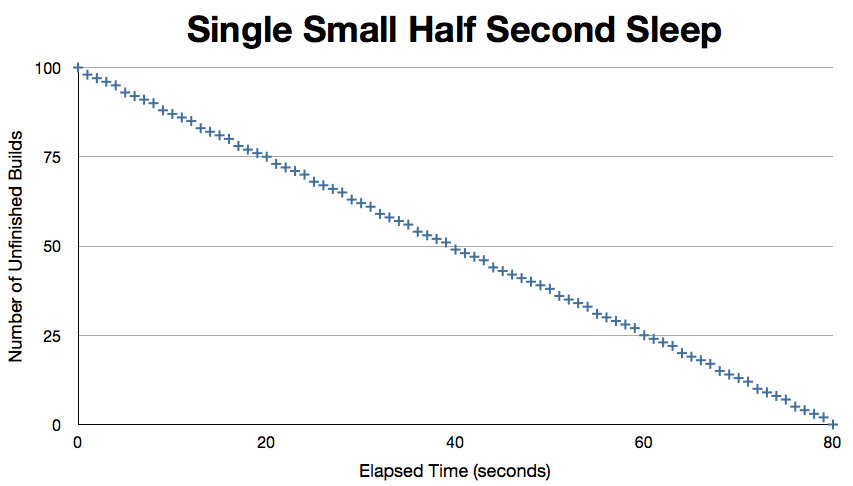 Single Small Half Second Sleep
100
75
50
25
0
Number of Unfinished Builds
0 20 40 60 80
Elapsed Time (seconds)